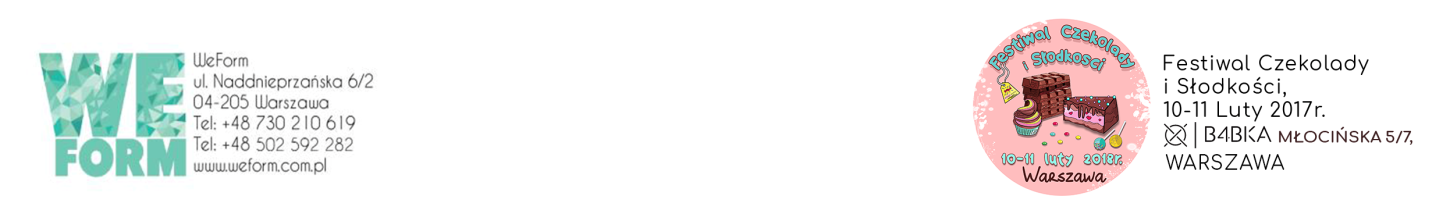 WE
FORM
WeForm
ul. Naddnieprzańska 6/2
04-205 Warszawa
Tel: +48 730 210 619
Tel: +48 502 592 282
www.weform.com.pl
Festiwal Czekolady
i Słodkości
10-11 luty 2018r.
Warszawa
Festiwal Czekolady
i Słodkości,
10-11 Luty 2017r.
B4BKA MŁOCIŃSKA 5/7,
WARSZAWA